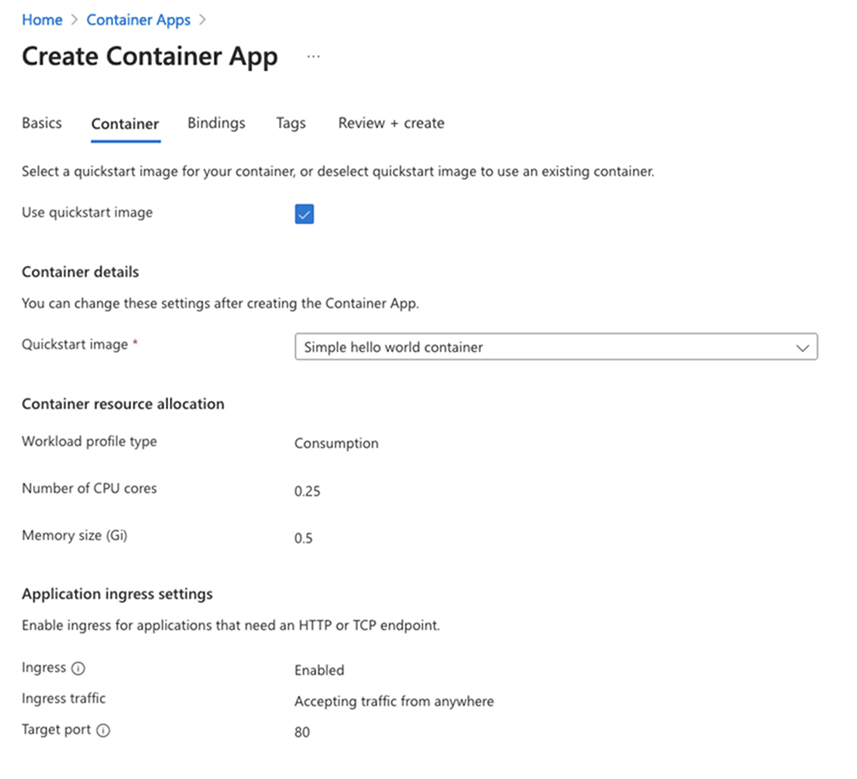 Home > Container Apps >
Create Container App ...
Basics Container Bindings Tags Review + create
Select a quickstart image for your container, or deselect quickstart image to use an existing container.
Use quickstart image
Container details
You can change these settings after creating the Container App.
Quickstart image * Simple hello world container
Container resource allocation
Workload profile type Consumption
Number of CPU cores 0.25
Memory size (Gi) 0.5
Application ingress settings
Enable ingress for applications that need an HTTP or TCP endpoint.
Ingress Enabled
Ingress traffic Accepting traffic from anywhere
Target port 80